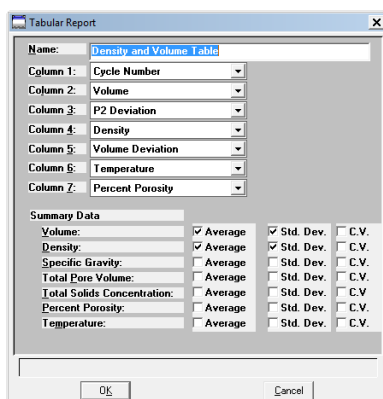 Tabular Report
Name: Density and Volume Table
Column 1: Cycle Number
Column 2: Volume
Column 3: P2 Deviation
Column 4: Density
Column 5: Volume Deviation
Column 6: Temperature
Column 7: Percent Porosity
Summary Data
Volume: Average Std. Dev. C.V.
Density: Average Std. Dev. C.V.
Specific Gravity: Average Std. Dev. C.V.
Total Pore Volume: Average Std. Dev. C.V.
Total Solids Concentration: Average Std. Dev. C.V
Percent Porosity: Average Std. Dev. C.V.
Temperature: Average Std. Dev. C.V.
OK Cancel